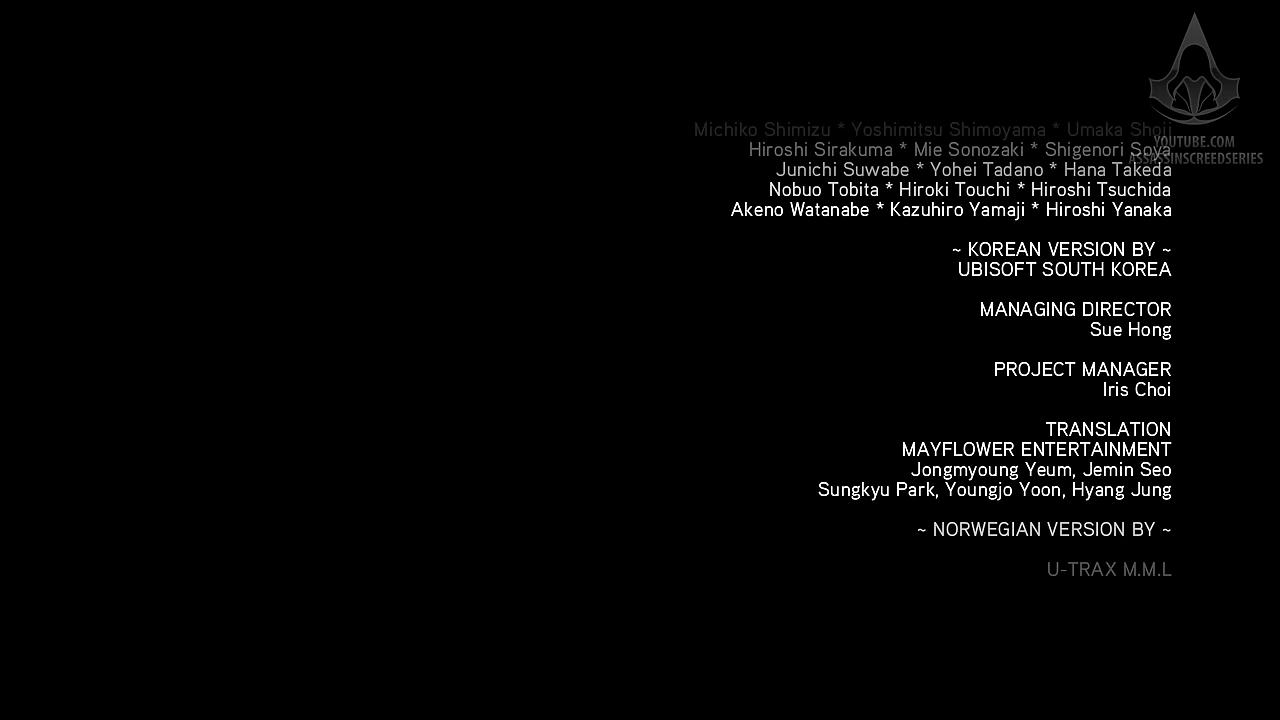 Michiko Shimizu * Yoshimitsu Shimoyama * Umaka Shoji
Hiroshi Sirakuma * Mie Sonozaki * Shigenori Soya
Junichi Suwabe * Yohei Tadano * Hana Takeda
Nobuo Tobita * Hiroki Touchi * Hiroshi Tsuchida
Akeno Watanabe * Kazuhiro Yamaji * Hiroshi Yanaka
~ KOREAN VERSION BY ~
UBISOFT SOUTH KOREA
MANAGING DIRECTOR
Sue Hong
PROJECT MANAGER
Iris Choi
TRANSLATION
MAYFLOWER ENTERTAINMENT
Jongmyoung Yeum, Jemin Seo
Sungkyu Park, Youngjo Yoon, Hyang Jung
~ NORWEGIAN VERSION BY ~
U-TRAX M.M.L
YOUTUBE.COM
ASSASSINSCREEDSERIES